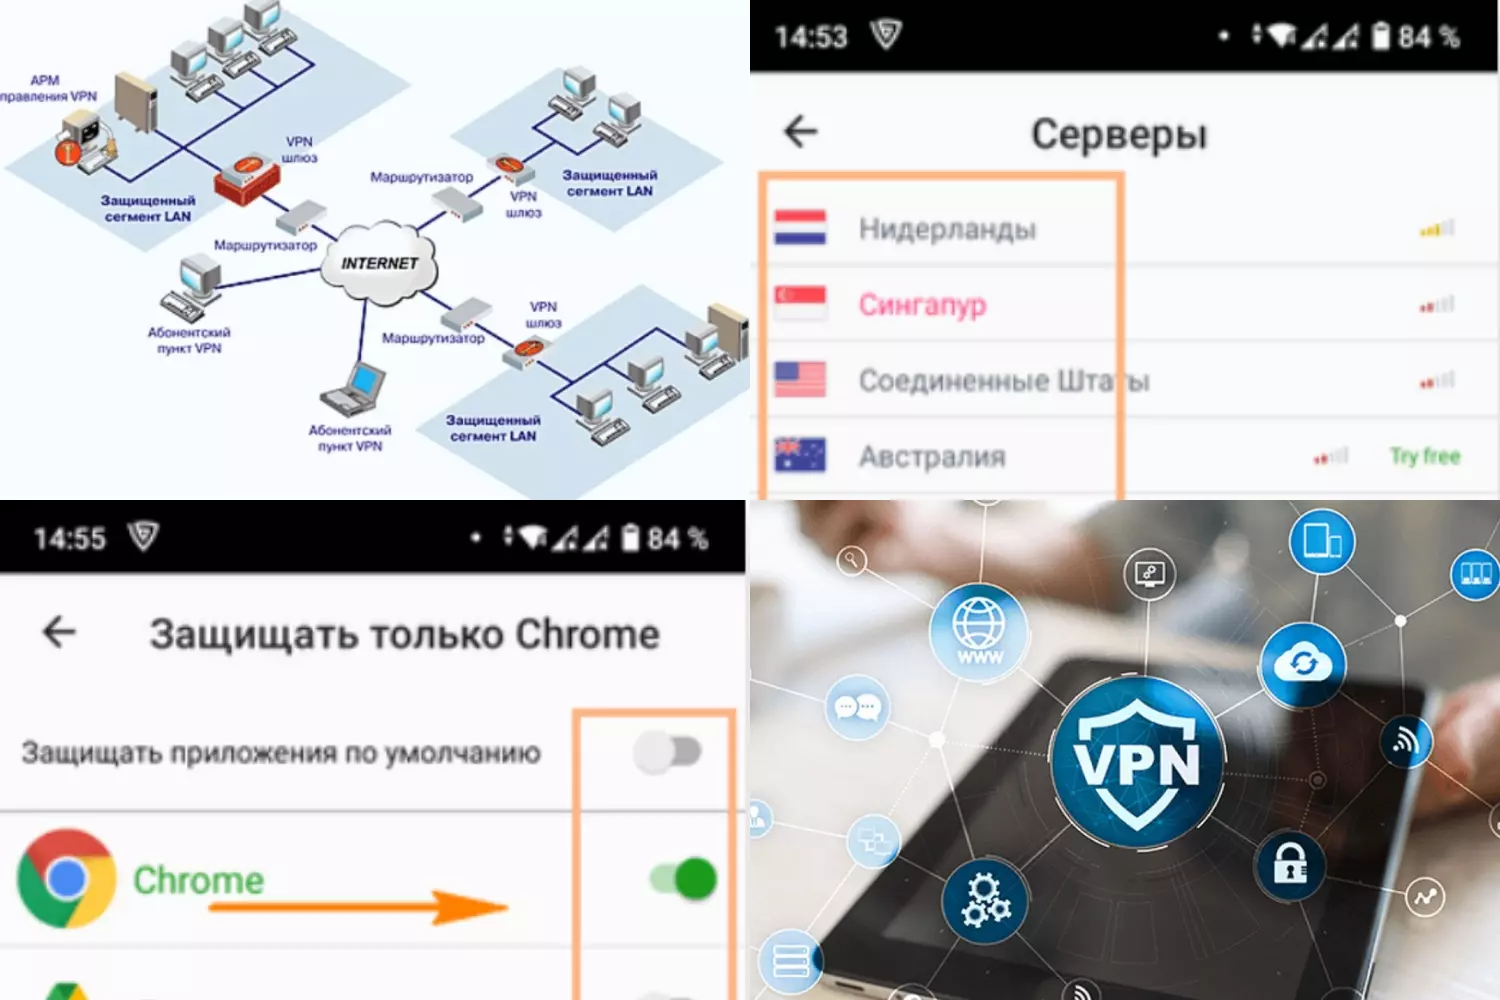 АРМ
правления VPN
VPN
шлюз
Защищенный
сегмент LAN
Маршрутизатор
Маршрутизатор
VPN
шлюз
Защищенный
сегмент LAN
INTERNET
Абонентский
пункт VPN
Маршрутизатор
VPN
шлюз
Абонентский
пункт VPN
Защищенный
сегмент LAN
14:53
84 %
Серверы
Нидерланды
Сингапур
Соединенные Штаты
Австралия
Try free
14:55
84 %
Защищать только Chrome
Защищать приложения по умолчанию
Chrome
WWW
VPN